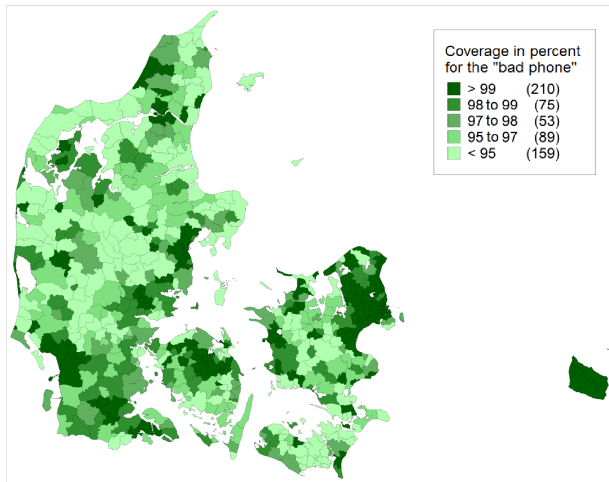 Coverage in percent
for the "bad phone"
> 99 (210)
98 to 99 (75)
97 to 98 (53)
95 to 97 (89)
< 95 (159)